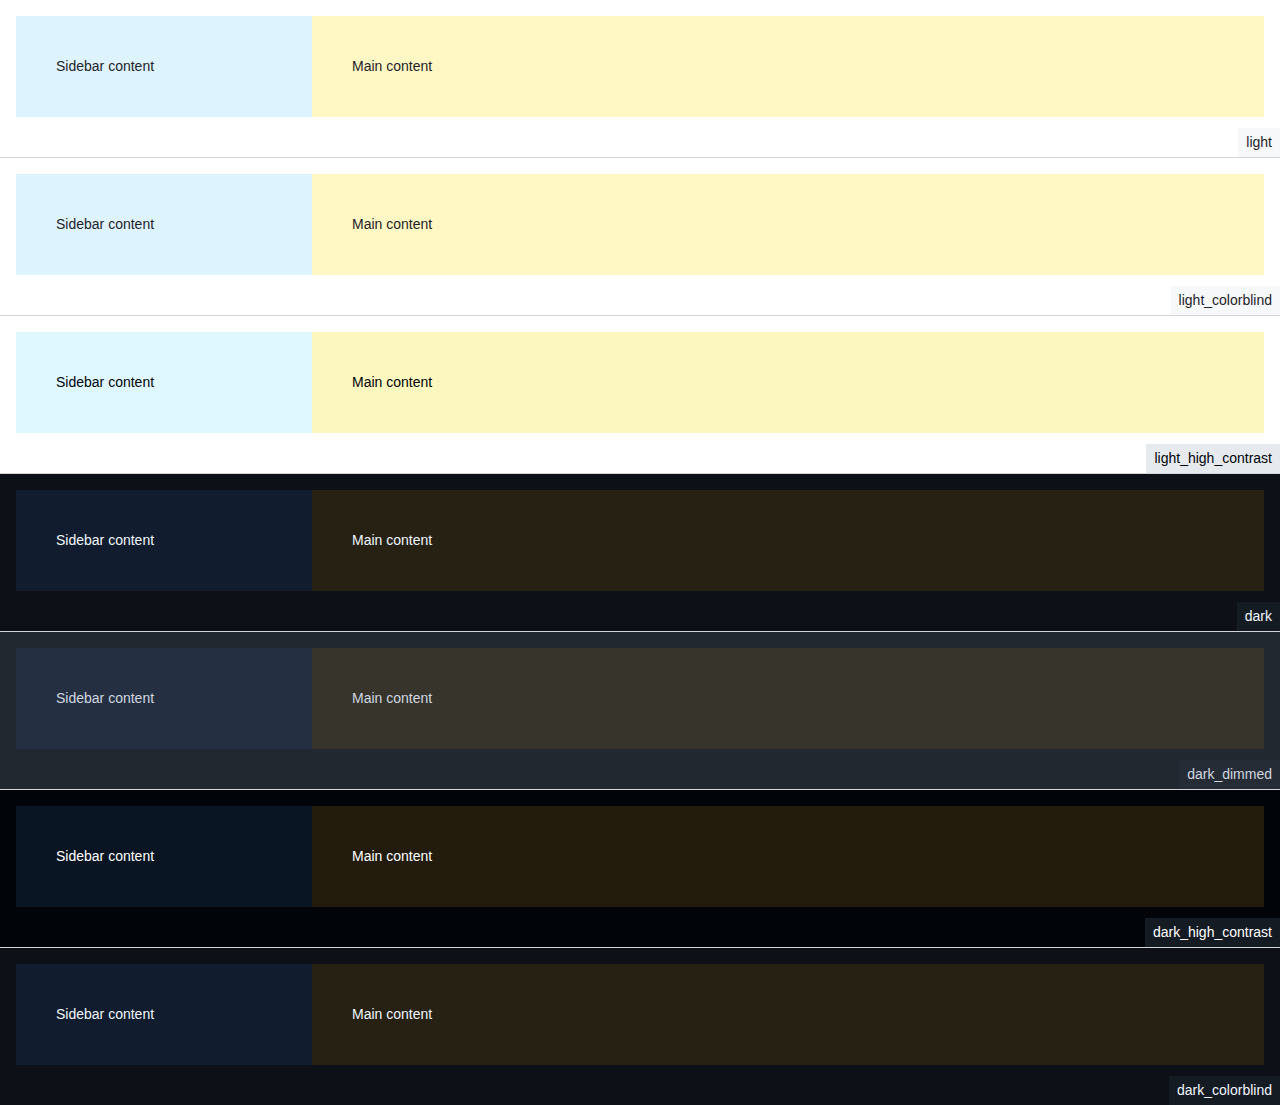 Sidebar content Main content
light
Sidebar content Main content
light_colorblind
Sidebar content Main content
light_high_contrast
Sidebar content Main content
dark
Sidebar content Main content
dark_dimmed
Sidebar content Main content
dark_high_contrast
Sidebar content Main content
dark_colorblind